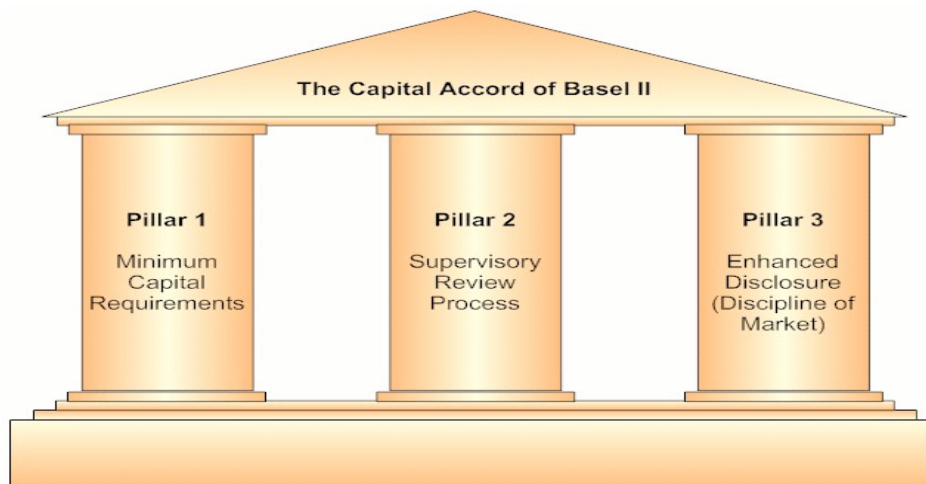 The Capital Accord of Basel II
Pillar 1
Minimum
Capital
Requirements
Pillar 2
Supervisory
Review
Process
Pillar 3
Enhanced
Disclosure
(Discipline of
Market)